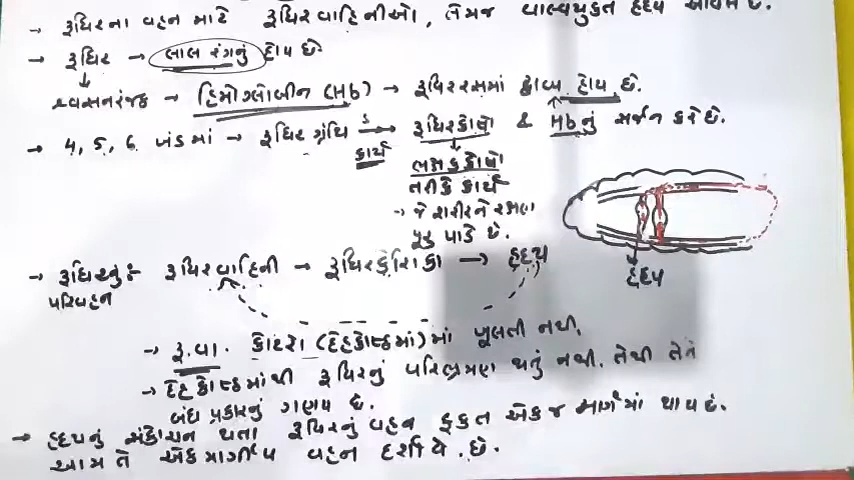 → રૂધિરના વહન માટે રૂધિરવાહિનીઓ, તેમજ વાલ્વયુક્ત હૃદય આવેલ છે.
→ રૂધિર → લાલ રંગનું હોય છે
↓
શ્વસનરંજક → હિમોગ્લોબીન (Hb) → રૂધિરરસમાં દ્રાવ્ય હોય છે.
→ 4, 5, 6 ખંડમાં → રૂધિર ગ્રંથિ → રૂધિરકોષો & Hbનું સર્જન કરે છે.
કાર્ય
ભક્ષકકોષો
તરીકે કાર્ય
→ જે શરીરને રક્ષણ
પુરૂ પાડે છે.
હૃદય
→ રૂધિરનું રૂધિરવાહિની → રૂધિરકેશિકા → હૃદય
પરિવહન
→ રૂ.વા. કોટરો (દેહકોષ્ઠમાં)માં ખૂલતી નથી.
→ દેહકોષ્ઠમાંથી રૂધિરનું પરિભ્રમણ થતું નથી. તેથી તેને
બંધ પ્રકારનું ગણાય છે.
→ હૃદયનું સંકોચન થતા રૂધિરનું વહન ફક્ત એક જ માર્ગમાં થાય છે.
આમ તે એકમાર્ગીય વહન દર્શાવે છે.